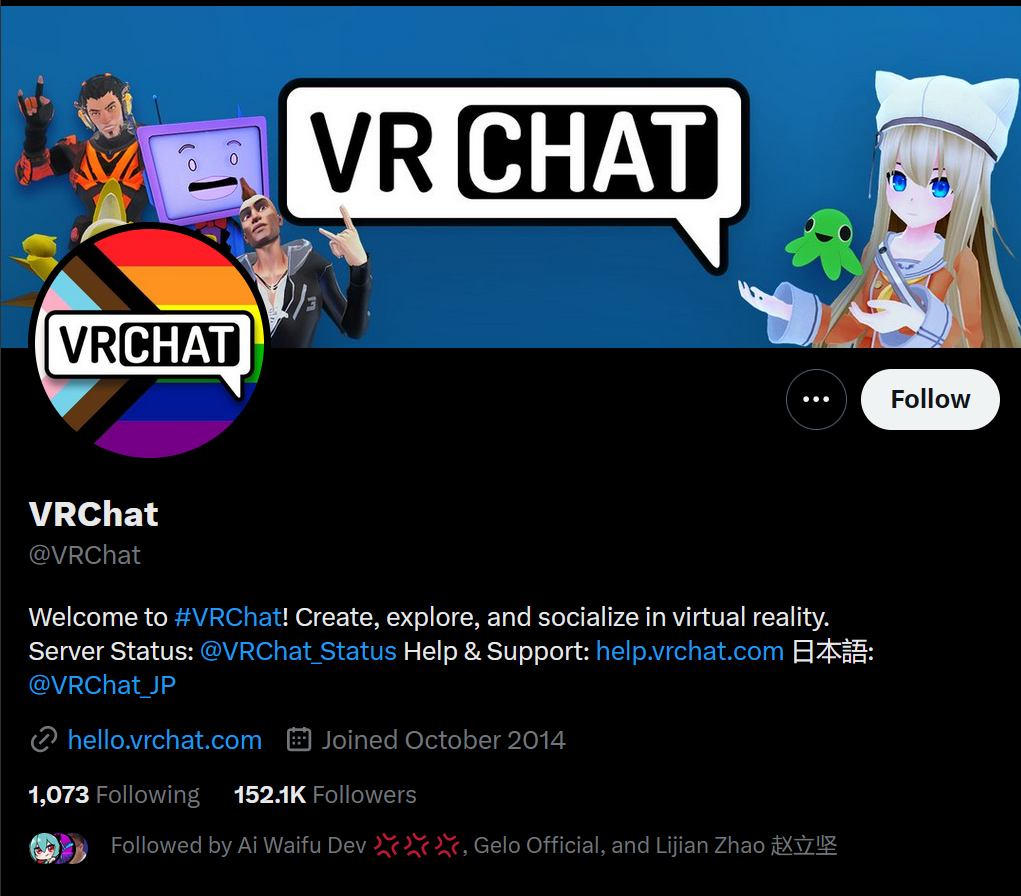 VR CHAT
VRCHAT
Follow
VRChat
@VRChat
Welcome to #VRChat! Create, explore, and socialize in virtual reality.
Server Status: @VRChat_Status Help & Support: help.vrchat.com 日本語:
@VRChat_JP
hello.vrchat.com Joined October 2014
1,073 Following 152.1K Followers
Followed by Ai Waifu Dev 💢💢💢, Gelo Official, and Lijian Zhao 赵立坚